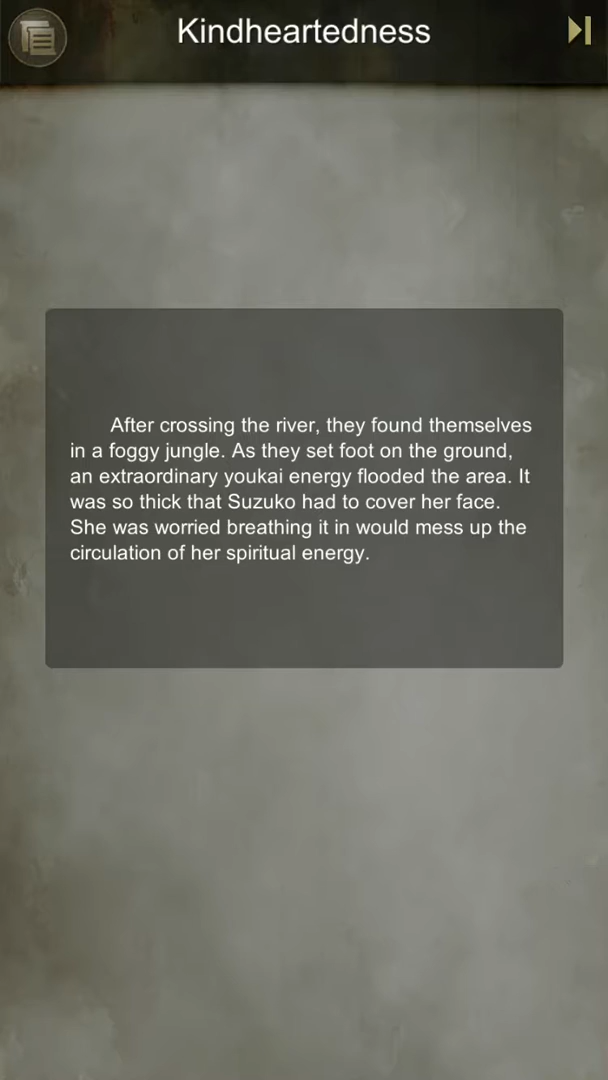 Kindheartedness
After crossing the river, they found themselves
in a foggy jungle. As they set foot on the ground,
an extraordinary youkai energy flooded the area. It
was so thick that Suzuko had to cover her face.
She was worried breathing it in would mess up the
circulation of her spiritual energy.